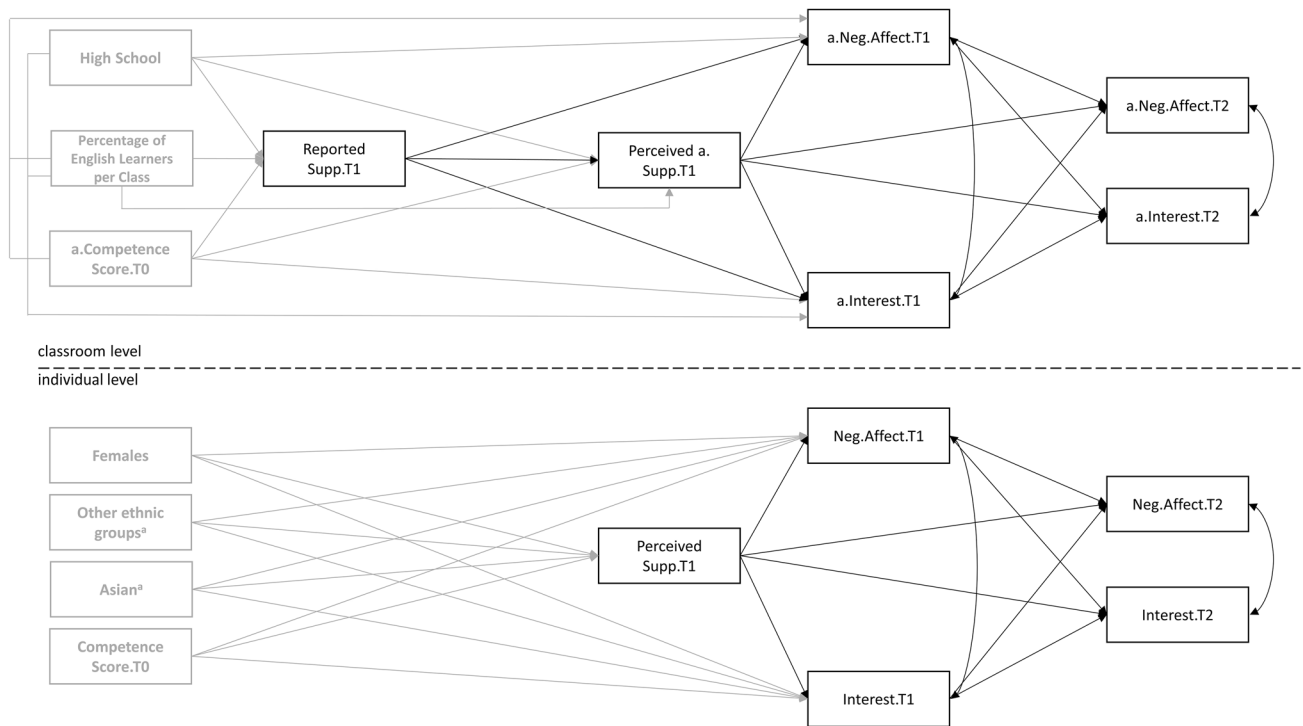 a.Neg.Affect.T1
High School
a.Neg.Affect.T2
Percentage of
English Learners
per Class
Reported
Supp.T1
Perceived a.
Supp.T1
a.Interest.T2
a.Competence
Score.T0
a.Interest.T1
classroom level
individual level
Neg.Affect.T1
Females
Neg.Affect.T2
Other ethnic
groupsᵃ
Perceived
Supp.T1
Asianᵃ
Interest.T2
Competence
Score.T0
Interest.T1